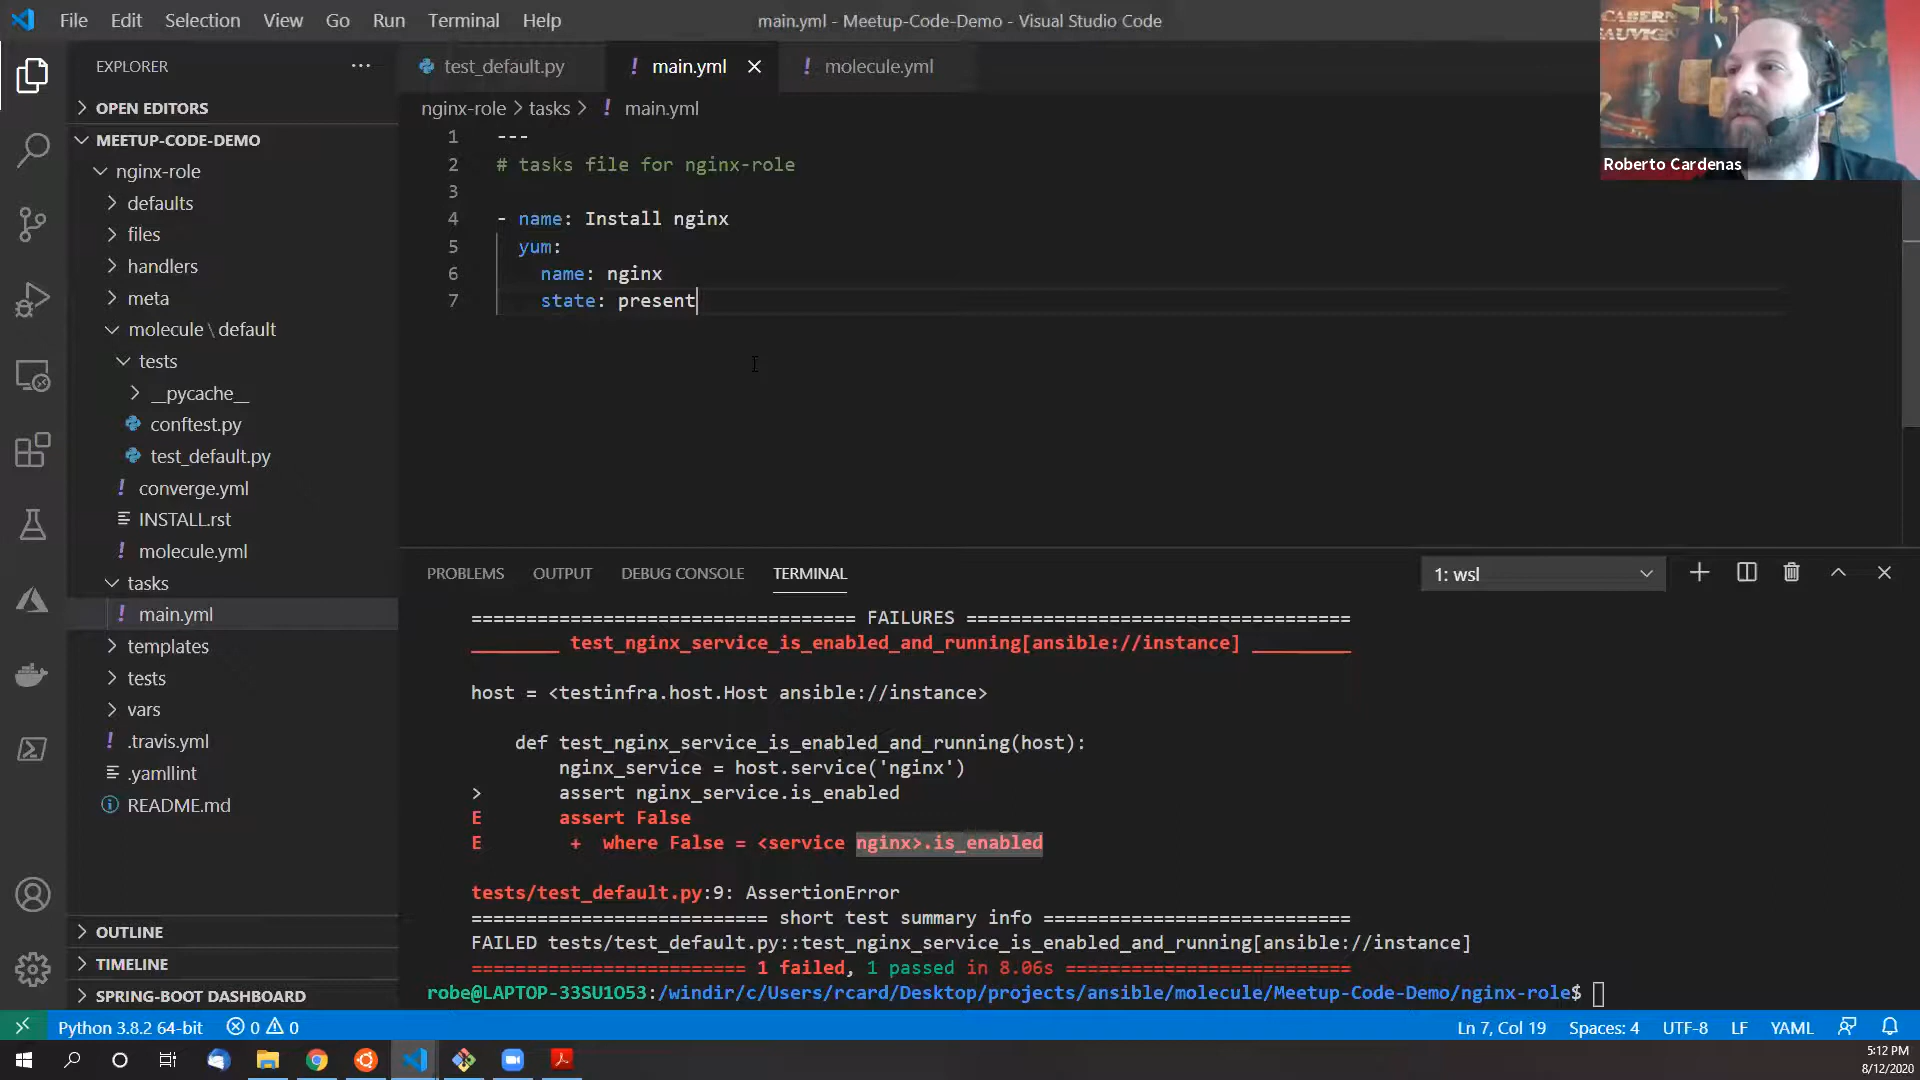 File Edit Selection View Go Run Terminal Help
main.yml - Meetup-Code-Demo - Visual Studio Code
EXPLORER
OPEN EDITORS
MEETUP-CODE-DEMO
nginx-role
defaults
files
handlers
meta
molecule \ default
tests
__pycache__
conftest.py
test_default.py
converge.yml
INSTALL.rst
molecule.yml
tasks
main.yml
templates
tests
vars
.travis.yml
.yamllint
README.md
OUTLINE
TIMELINE
SPRING-BOOT DASHBOARD
test_default.py
main.yml
molecule.yml
nginx-role > tasks > ! main.yml
1 ---
2 # tasks file for nginx-role
3
4 - name: Install nginx
5 yum:
6 name: nginx
7 state: present
CABERN
SAUVIGN
Roberto Cardenas
PROBLEMS OUTPUT DEBUG CONSOLE TERMINAL
1: wsl
=================================== FAILURES ===================================
________ test_nginx_service_is_enabled_and_running[ansible://instance] _________
host = <testinfra.host.Host ansible://instance>
def test_nginx_service_is_enabled_and_running(host):
nginx_service = host.service('nginx')
> assert nginx_service.is_enabled
E assert False
E + where False = <service nginx>.is_enabled
tests/test_default.py:9: AssertionError
=========================== short test summary info ============================
FAILED tests/test_default.py::test_nginx_service_is_enabled_and_running[ansible://instance]
========================= 1 failed, 1 passed in 8.06s ==========================
robe@LAPTOP-33SU1O53:/windir/c/Users/rcard/Desktop/projects/ansible/molecule/Meetup-Code-Demo/nginx-role$
Python 3.8.2 64-bit 0 0
Ln 7, Col 19 Spaces: 4 UTF-8 LF YAML
5:12 PM
8/12/2020